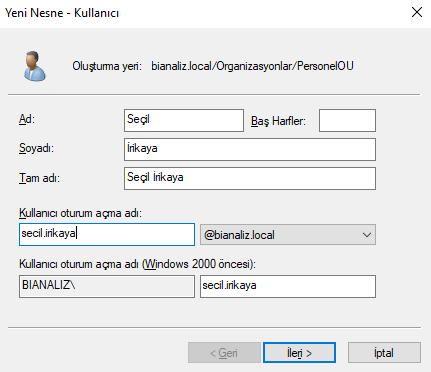 Yeni Nesne - Kullanıcı
Oluşturma yeri: bianaliz.local/Organizasyonlar/PersonelOU
Ad: Seçil Baş Harfler:
Soyadı: İrikaya
Tam adı: Seçil İrikaya
Kullanıcı oturum açma adı:
secil.irikaya @bianaliz.local
Kullanıcı oturum açma adı (Windows 2000 öncesi):
BIANALIZ\ secil.irikaya
< Geri İleri > İptal